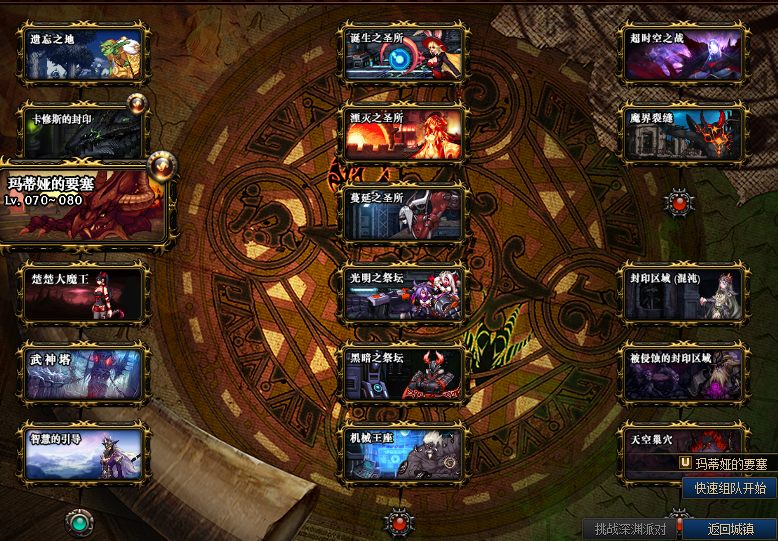 遗忘之地
诞生之圣所
超时空之战
卡修斯的封印
湮灭之圣所
魔界裂缝
玛蒂娅的要塞
Lv. 070~080
蔓延之圣所
楚楚大魔王
光明之祭坛
封印区域 (混沌)
武神塔
黑暗之祭坛
被侵蚀的封印区域
智慧的引导
机械王座
天空巢穴
U 玛蒂娅的要塞
快速组队开始
挑战深渊派对
返回城镇